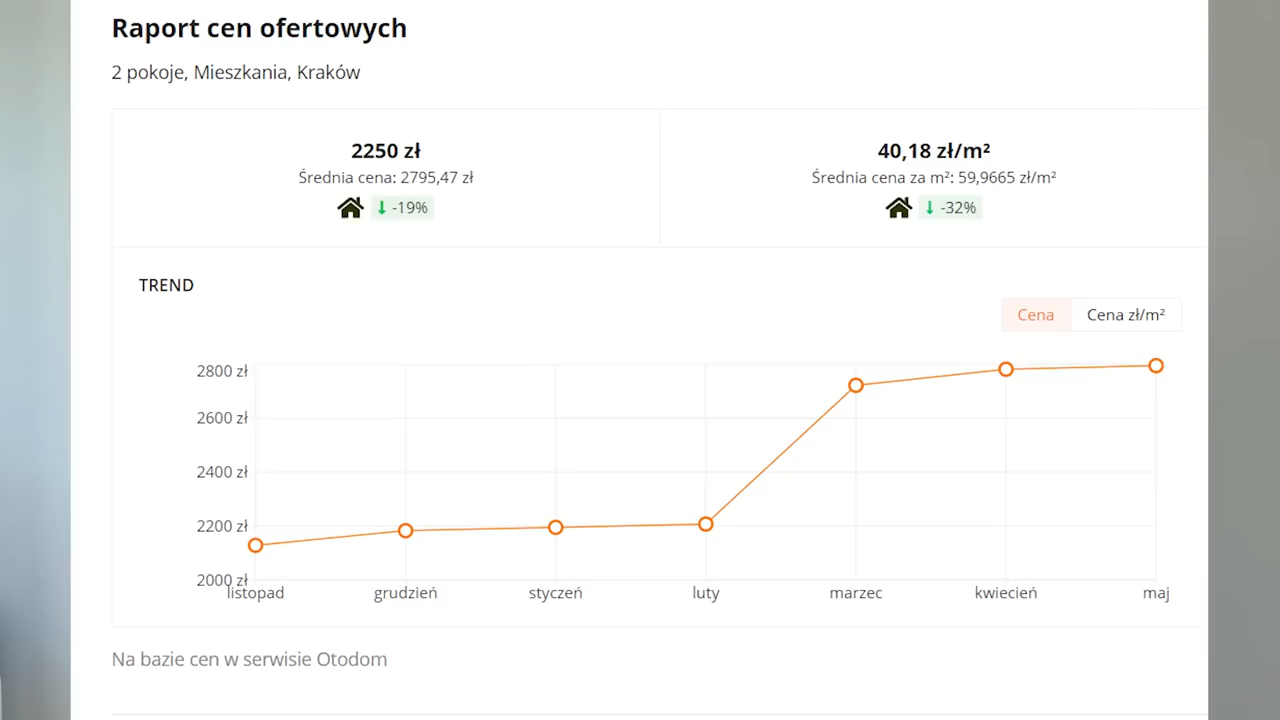 Raport cen ofertowych
2 pokoje, Mieszkania, Kraków
2250 zł
Średnia cena: 2795,47 zł
-19%
40,18 zł/m²
Średnia cena za m²: 59,9665 zł/m²
-32%
TREND
Cena
Cena zł/m²
2800 zł
2600 zł
2400 zł
2200 zł
2000 zł
listopad
grudzień
styczeń
luty
marzec
kwiecień
maj
Na bazie cen w serwisie Otodom